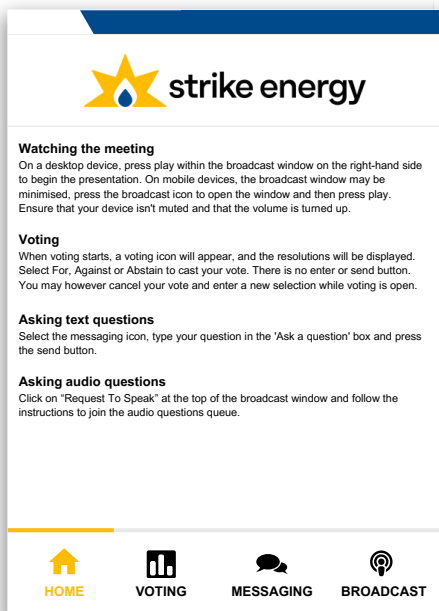 strike energy
Watching the meeting
On a desktop device, press play within the broadcast window on the right-hand side
to begin the presentation. On mobile devices, the broadcast window may be
minimised, press the broadcast icon to open the window and then press play.
Ensure that your device isn't muted and that the volume is turned up.
Voting
When voting starts, a voting icon will appear, and the resolutions will be displayed.
Select For, Against or Abstain to cast your vote. There is no enter or send button.
You may however cancel your vote and enter a new selection while voting is open.
Asking text questions
Select the messaging icon, type your question in the 'Ask a question' box and press
the send button.
Asking audio questions
Click on “Request To Speak” at the top of the broadcast window and follow the
instructions to join the audio questions queue.
HOME VOTING MESSAGING BROADCAST